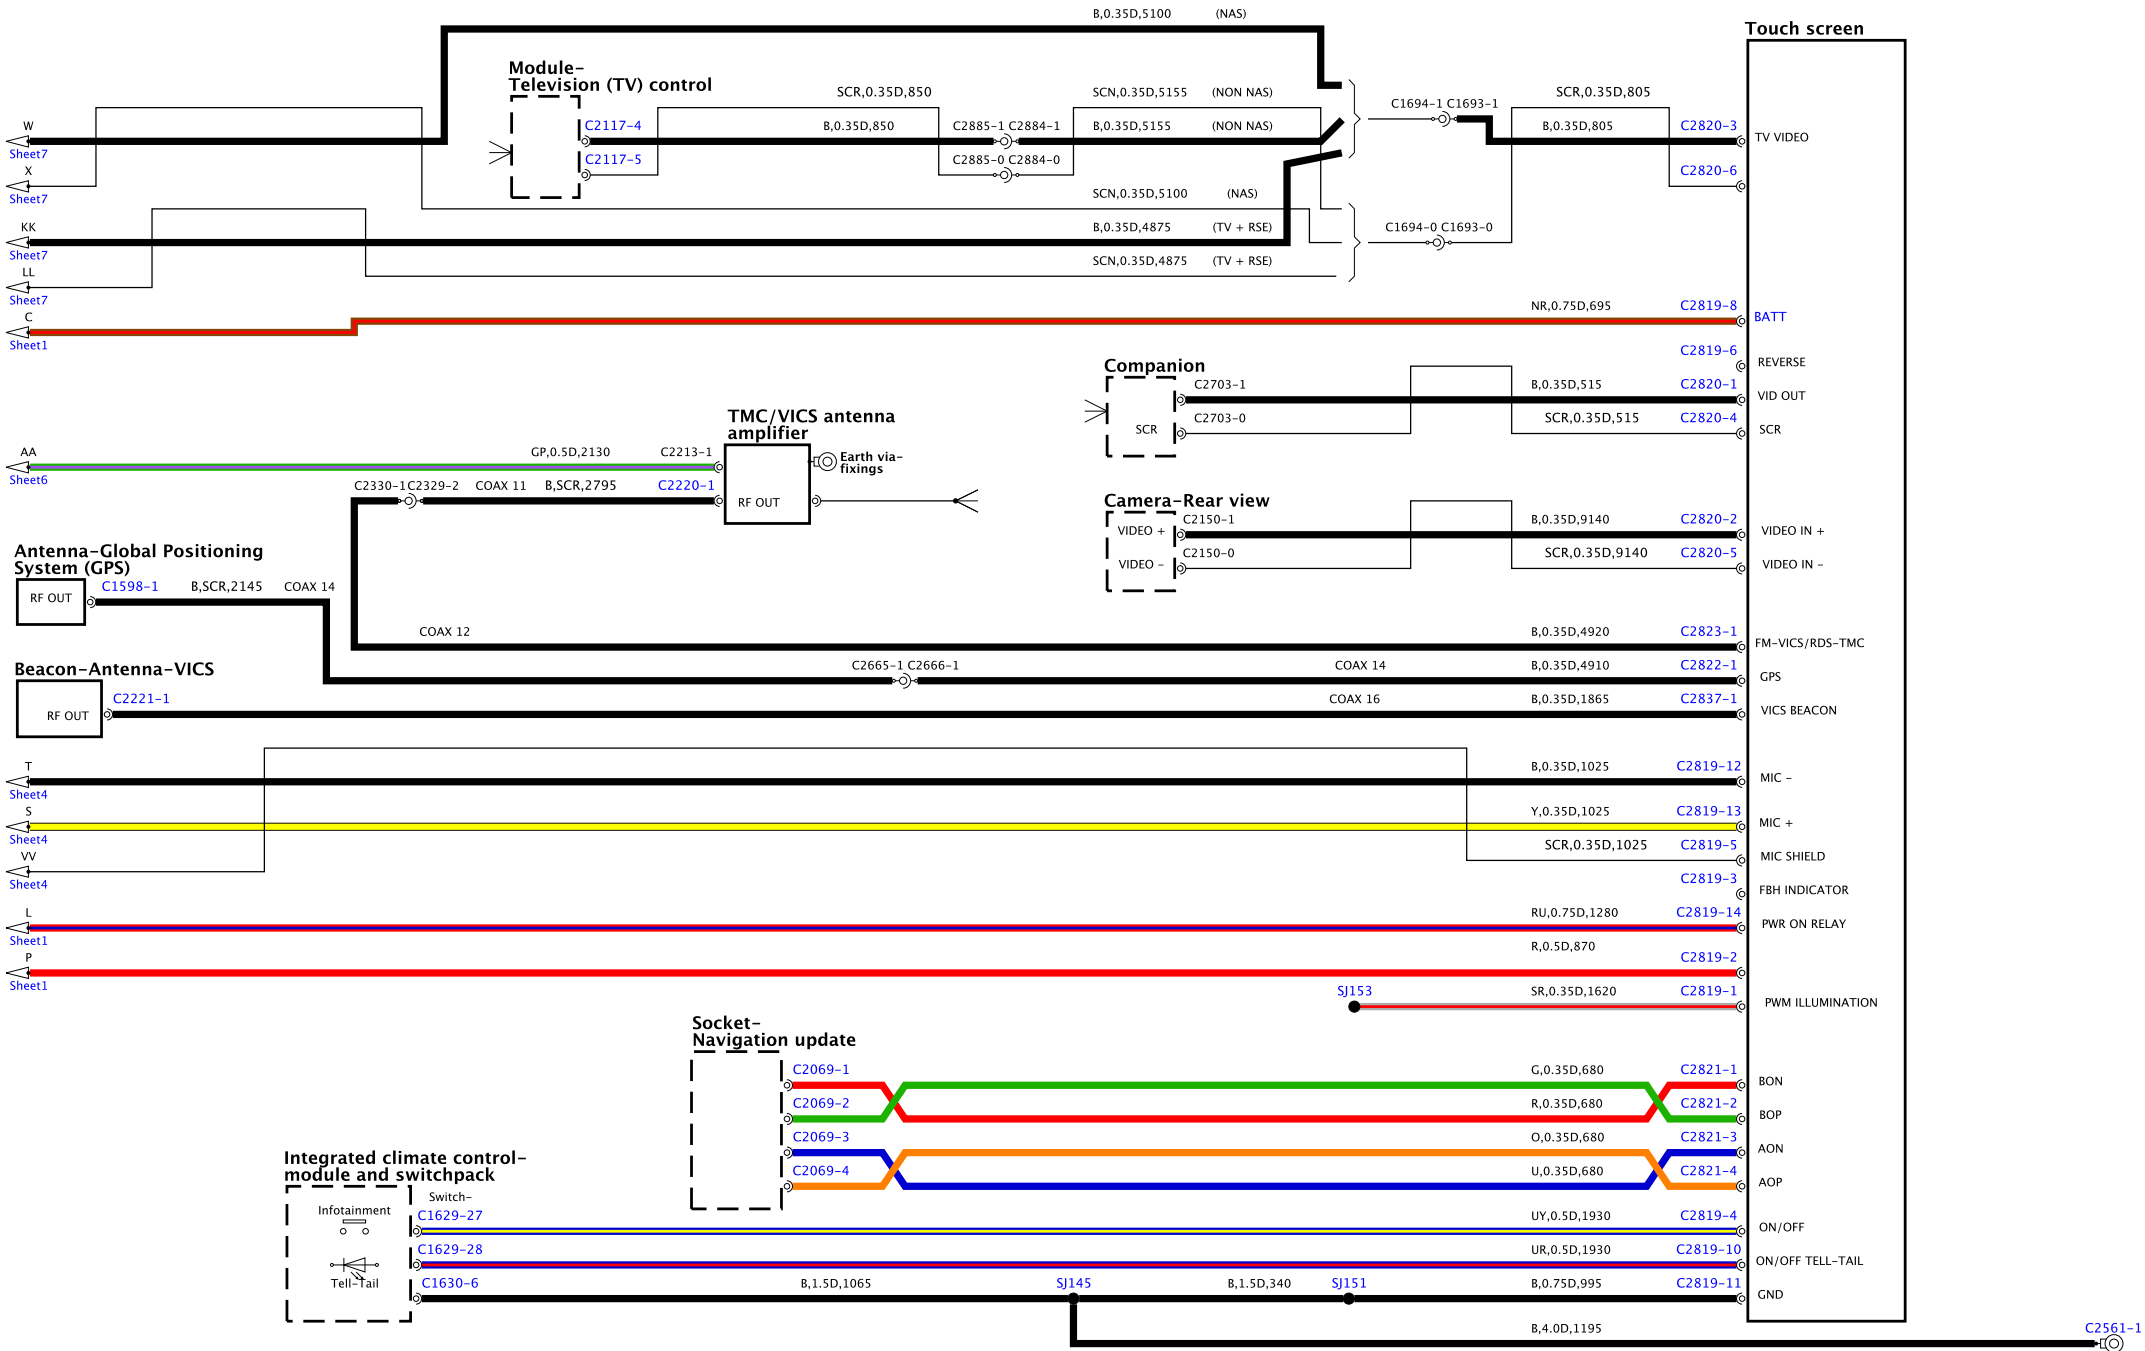 B,0.35D,5100 (NAS)
Touch screen
Module-
Television (TV) control
SCR,0.35D,850
SCN,0.35D,5155 (NON NAS)
SCR,0.35D,805
C1694-1 C1693-1
W
C2117-4
B,0.35D,850
C2885-1 C2884-1
B,0.35D,5155 (NON NAS)
B,0.35D,805
C2820-3
TV VIDEO
Sheet7
C2117-5
C2885-0 C2884-0
X
C2820-6
Sheet7
SCN,0.35D,5100 (NAS)
KK
B,0.35D,4875 (TV + RSE)
C1694-0 C1693-0
Sheet7
SCN,0.35D,4875 (TV + RSE)
LL
Sheet7
C
NR,0.75D,695
C2819-8
BATT
Sheet1
C2819-6
REVERSE
Companion
C2703-1
B,0.35D,515
C2820-1
VID OUT
C2703-0
SCR,0.35D,515
C2820-4
SCR
SCR
TMC/VICS antenna
amplifier
AA
GP,0.5D,2130
C2213-1
Earth via-
fixings
Sheet6
C2330-1 C2329-2
COAX 11
B,SCR,2795
C2220-1
RF OUT
Camera-Rear view
VIDEO +
C2150-1
B,0.35D,9140
C2820-2
VIDEO IN +
VIDEO -
C2150-0
SCR,0.35D,9140
C2820-5
VIDEO IN -
Antenna-Global Positioning
System (GPS)
RF OUT
C1598-1
B,SCR,2145
COAX 14
COAX 12
B,0.35D,4920
C2823-1
FM-VICS/RDS-TMC
Beacon-Antenna-VICS
C2665-1 C2666-1
COAX 14
B,0.35D,4910
C2822-1
GPS
RF OUT
C2221-1
COAX 16
B,0.35D,1865
C2837-1
VICS BEACON
T
B,0.35D,1025
C2819-12
MIC -
Sheet4
S
Y,0.35D,1025
C2819-13
MIC +
Sheet4
VV
SCR,0.35D,1025
C2819-5
MIC SHIELD
Sheet4
C2819-3
FBH INDICATOR
L
RU,0.75D,1280
C2819-14
PWR ON RELAY
Sheet1
P
R,0.5D,870
C2819-2
Sheet1
SJ153
SR,0.35D,1620
C2819-1
PWM ILLUMINATION
Socket-
Navigation update
C2069-1
G,0.35D,680
C2821-1
BON
C2069-2
R,0.35D,680
C2821-2
BOP
C2069-3
O,0.35D,680
C2821-3
AON
C2069-4
U,0.35D,680
C2821-4
AOP
Integrated climate control-
module and switchpack
Switch-
Infotainment
C1629-27
UY,0.5D,1930
C2819-4
ON/OFF
C1629-28
UR,0.5D,1930
C2819-10
ON/OFF TELL-TAIL
Tell-Tail
C1630-6
B,1.5D,1065
SJ145
B,1.5D,340
SJ151
B,0.75D,995
C2819-11
GND
B,4.0D,1195
C2561-1